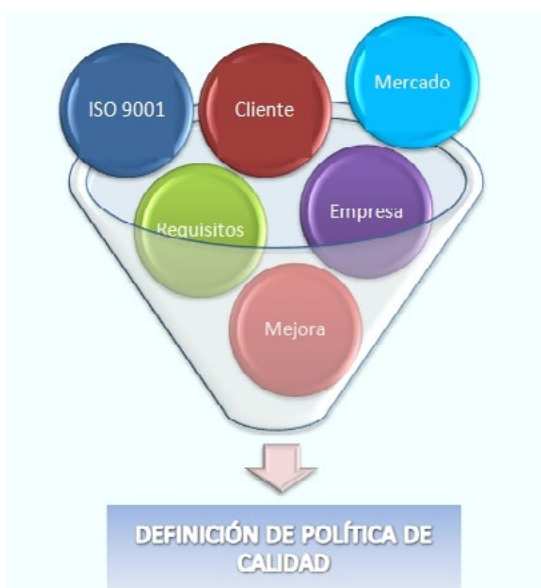 Mercado
ISO 9001
Cliente
Empresa
Requisitos
Mejora
DEFINICIÓN DE POLÍTICA DE
CALIDAD